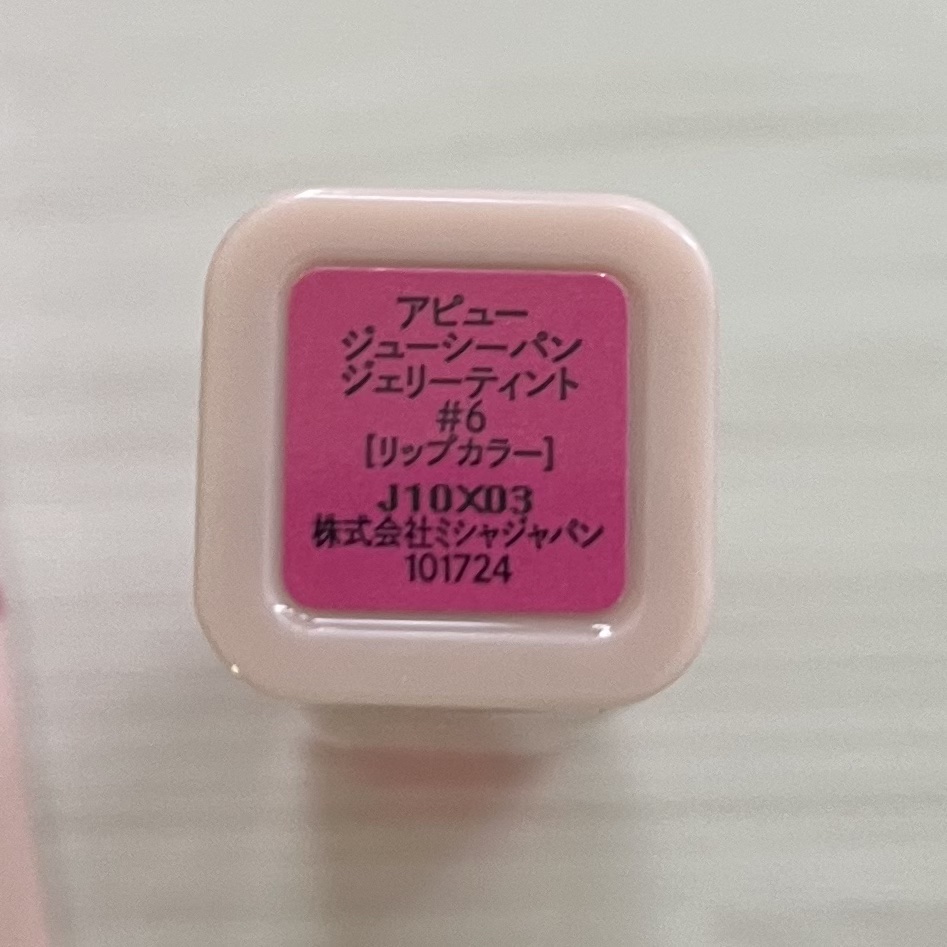 アピュー
ジューシーパン
ジェリーティント
#6
[リップカラー]
J10X03
株式会社ミシャジャパン
101724